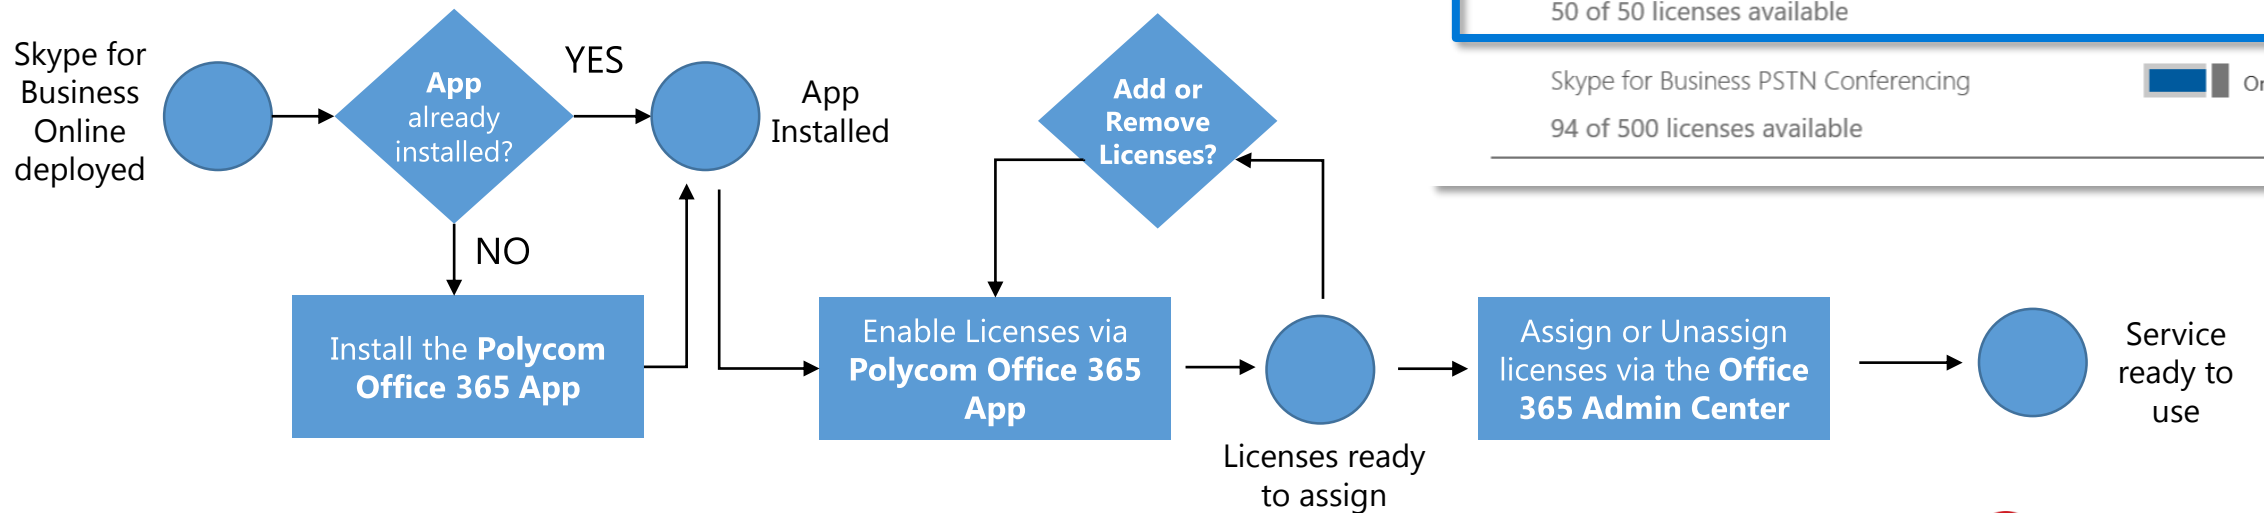 Skype for
Business
Online
deployed
App
already
installed?
YES
NO
App
Installed
Install the Polycom
Office 365 App
Add or
Remove
Licenses?
Enable Licenses via
Polycom Office 365
App
Licenses ready
to assign
Assign or Unassign
licenses via the Office
365 Admin Center
Service
ready to
use
50 of 50 licenses available
Skype for Business PSTN Conferencing
94 of 500 licenses available